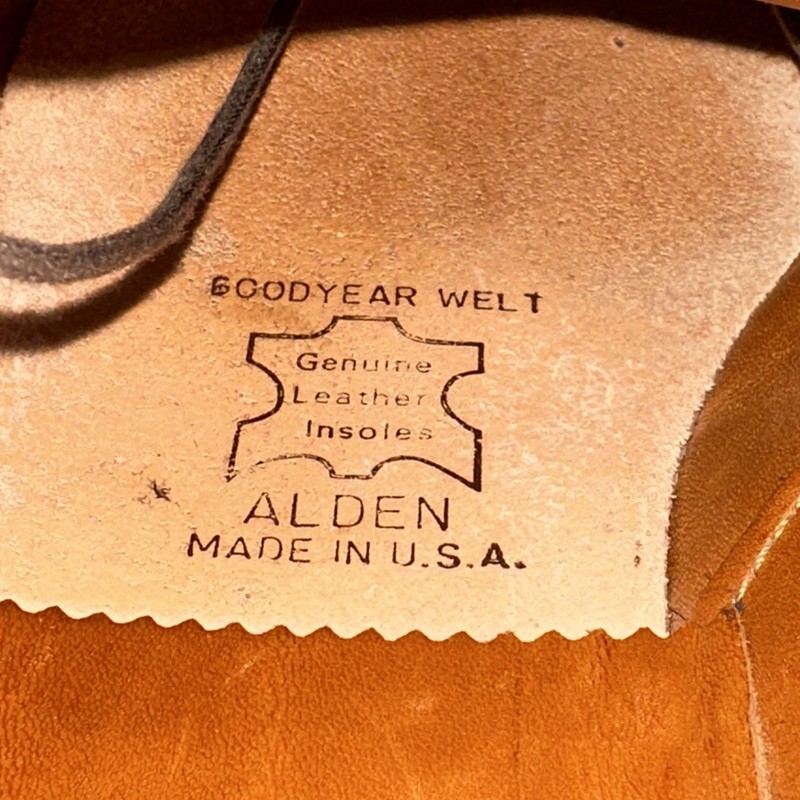 GOODYEAR WELT
Genuine
Leather
Insoles
ALDEN
MADE IN U.S.A.